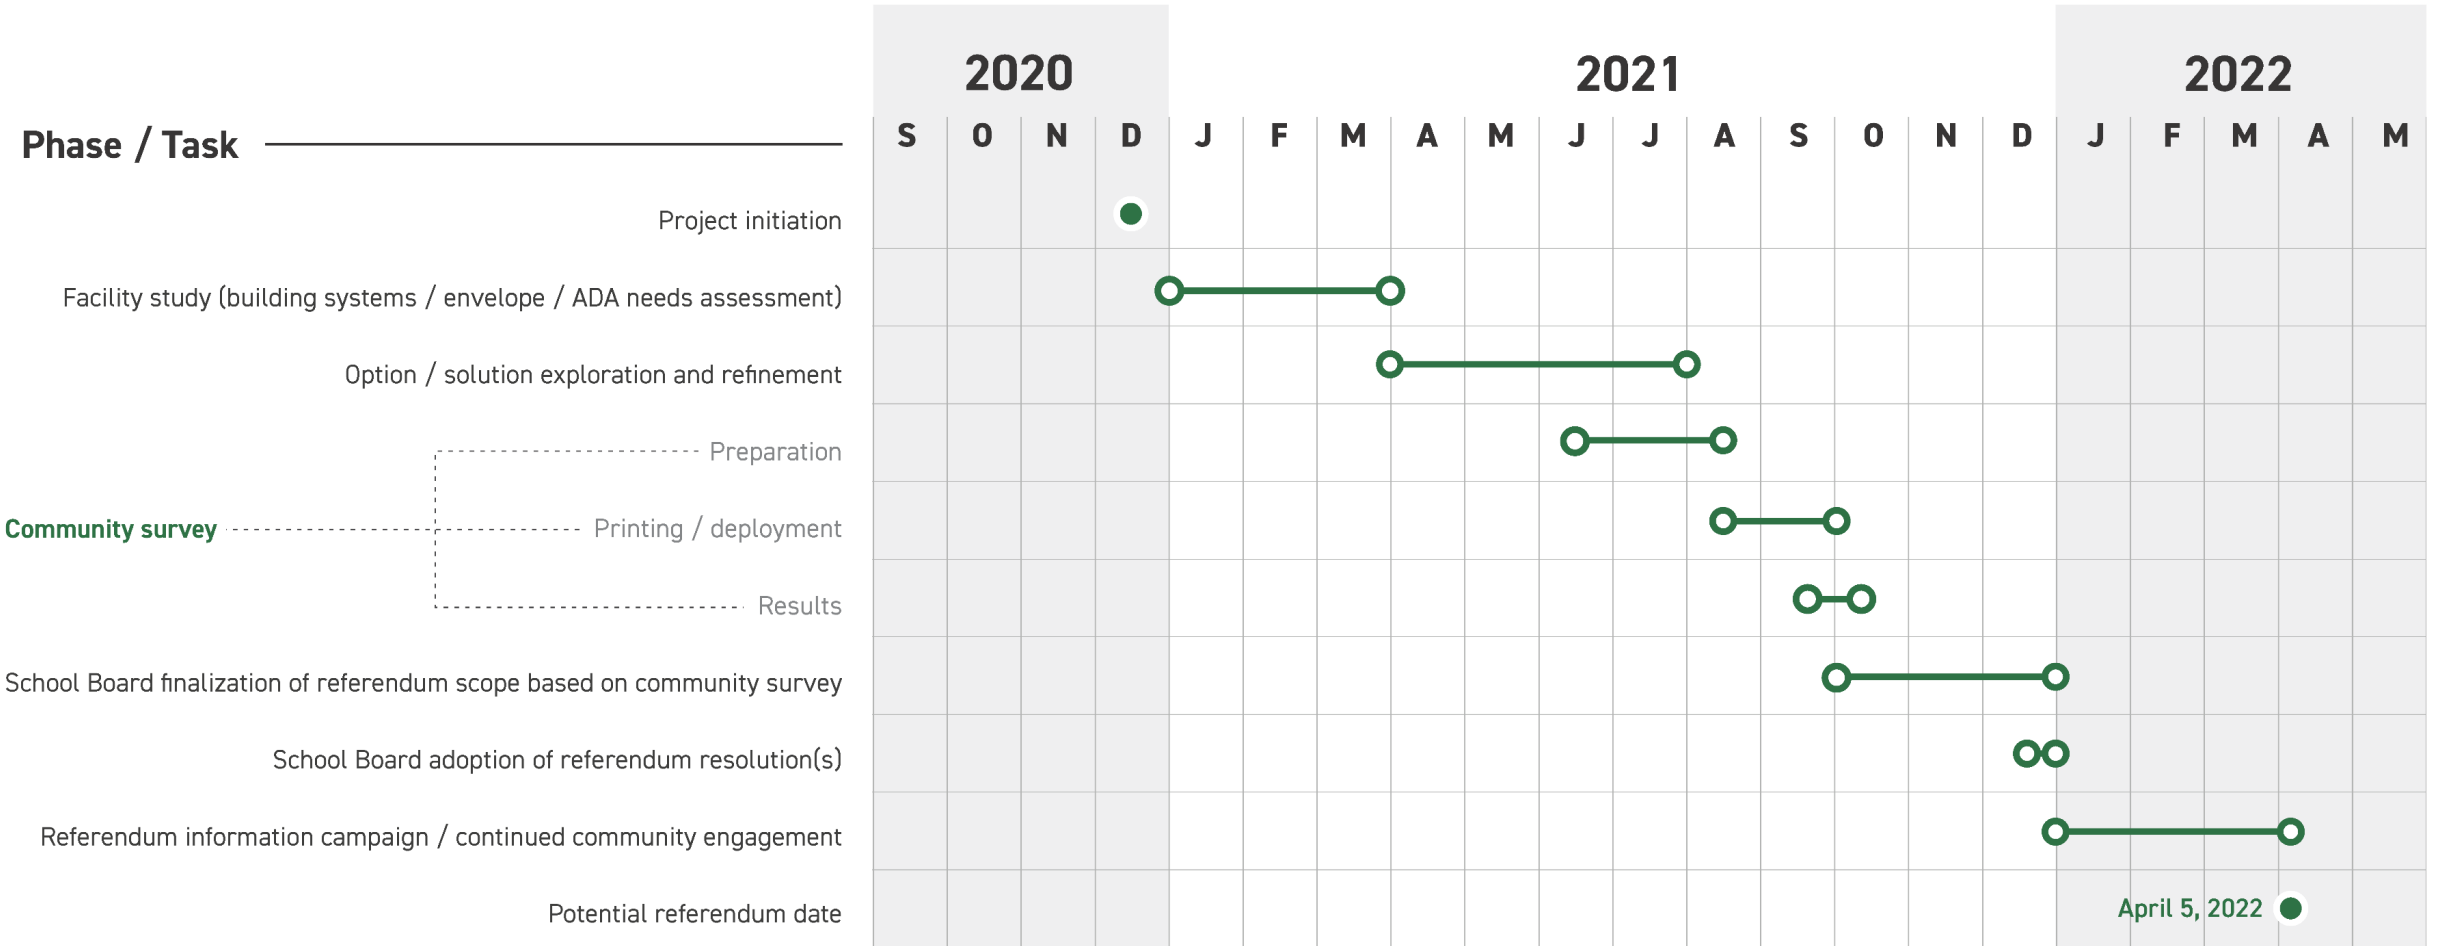 2020 2021 2022
Phase / Task
S O N D J F M A M J J A S O N D J F M A M
Project initiation
Facility study (building systems / envelope / ADA needs assessment)
Option / solution exploration and refinement
Preparation
Community survey Printing / deployment
Results
School Board finalization of referendum scope based on community survey
School Board adoption of referendum resolution(s)
Referendum information campaign / continued community engagement
Potential referendum date April 5, 2022